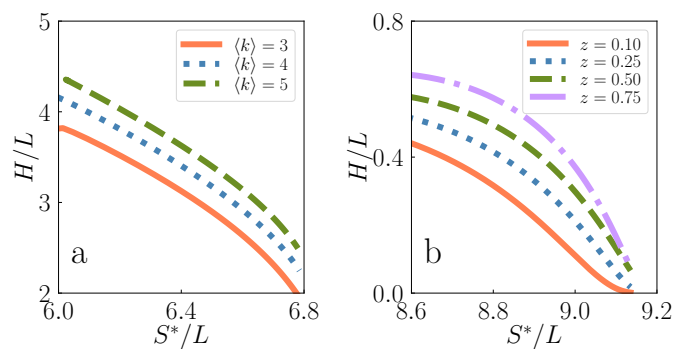 5
4
3
2
H/L
⟨k⟩ = 3
⟨k⟩ = 4
⟨k⟩ = 5
a
6.0 6.4 6.8
S*/L
0.8
0.4
0.0
H/L
z = 0.10
z = 0.25
z = 0.50
z = 0.75
b
8.6 8.8 9.0 9.2
S*/L